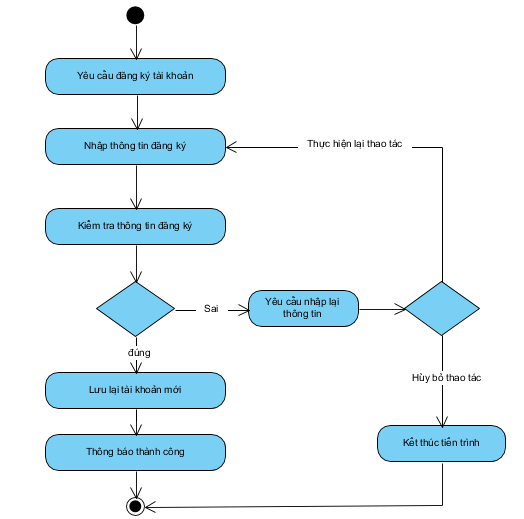 Yêu cầu đăng ký tài khoản
Nhập thông tin đăng ký
Thực hiện lại thao tác
Kiểm tra thông tin đăng ký
Sai
Yêu cầu nhập lại
thông tin
đúng
Lưu lại tài khoản mới
Hủy bỏ thao tác
Thông báo thành công
Kết thúc tiến trình